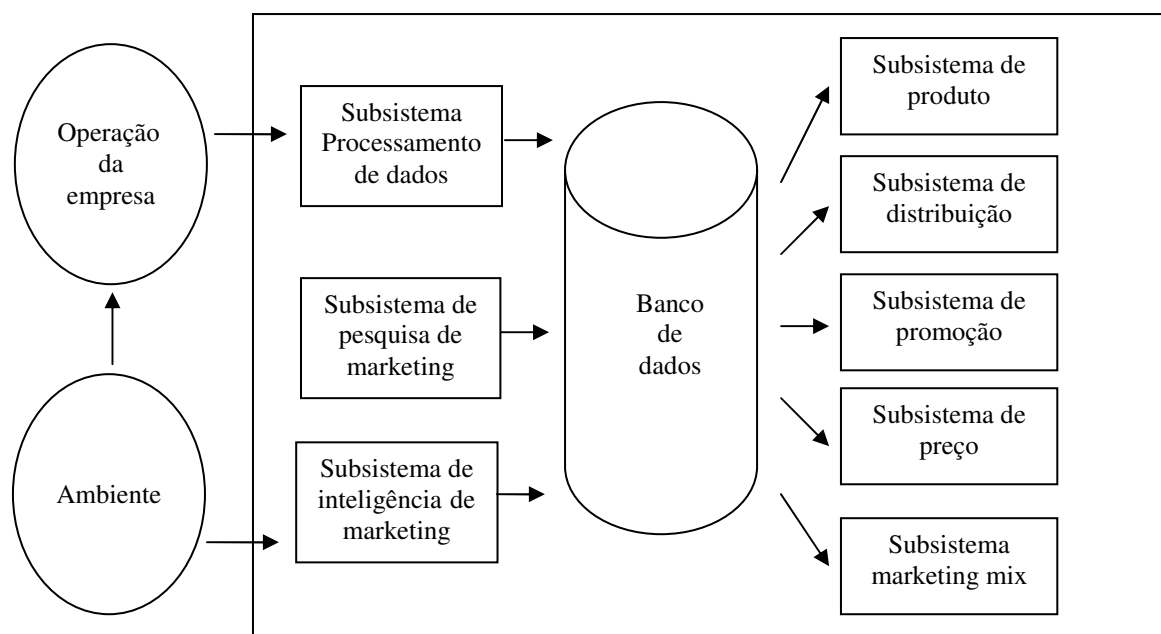 Operação
da
empresa
Ambiente
Subsistema
Processamento
de dados
Subsistema de
pesquisa de
marketing
Subsistema de
inteligência de
marketing
Banco
de
dados
Subsistema de
produto
Subsistema de
distribuição
Subsistema de
promoção
Subsistema de
preço
Subsistema
marketing mix